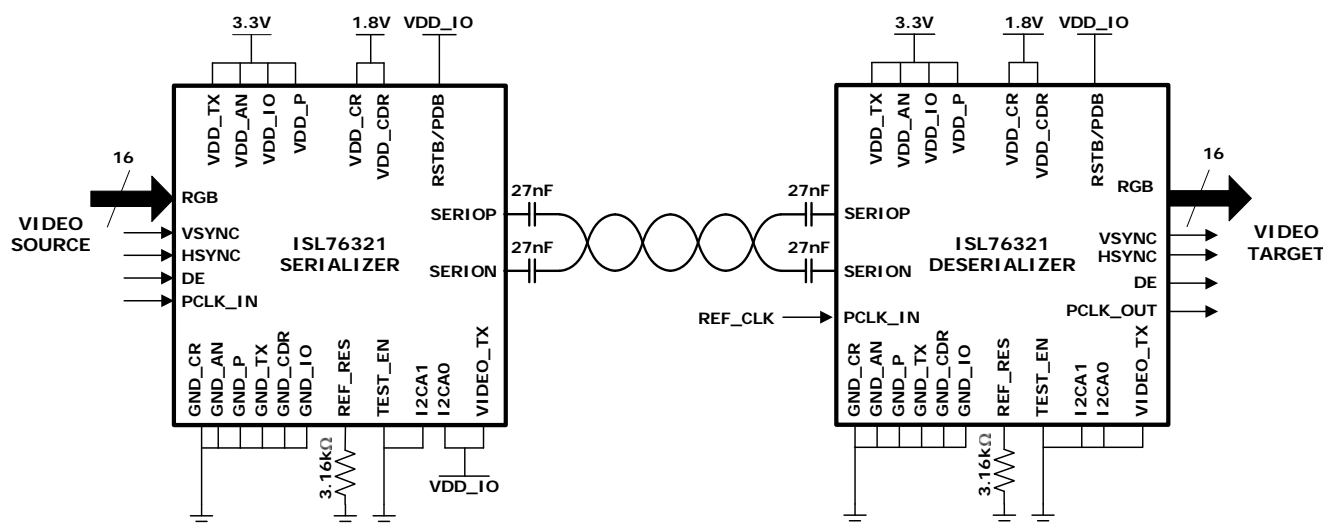 3.3V
1.8V
VDD_IO
VDD_TX
VDD_AN
VDD_IO
VDD_P
VDD_CR
VDD_CDR
RSTB/PDB
16
VIDEO
SOURCE
RGB
VSYNC
HSYNC
DE
PCLK_IN
ISL76321
SERIALIZER
SERIOP
SERION
27nF
27nF
GND_CR
GND_AN
GND_P
GND_TX
GND_CDR
GND_IO
REF_RES
TEST_EN
I2CA1
I2CA0
VIDEO_TX
3.16kΩ
VDD_IO
3.3V
1.8V
VDD_IO
VDD_TX
VDD_AN
VDD_IO
VDD_P
VDD_CR
VDD_CDR
RSTB/PDB
27nF
27nF
SERIOP
SERION
REF_CLK
PCLK_IN
ISL76321
DESERIALIZER
RGB
VSYNC
HSYNC
DE
PCLK_OUT
16
VIDEO
TARGET
GND_CR
GND_AN
GND_P
GND_TX
GND_CDR
GND_IO
REF_RES
TEST_EN
I2CA1
I2CA0
VIDEO_TX
3.16kΩ